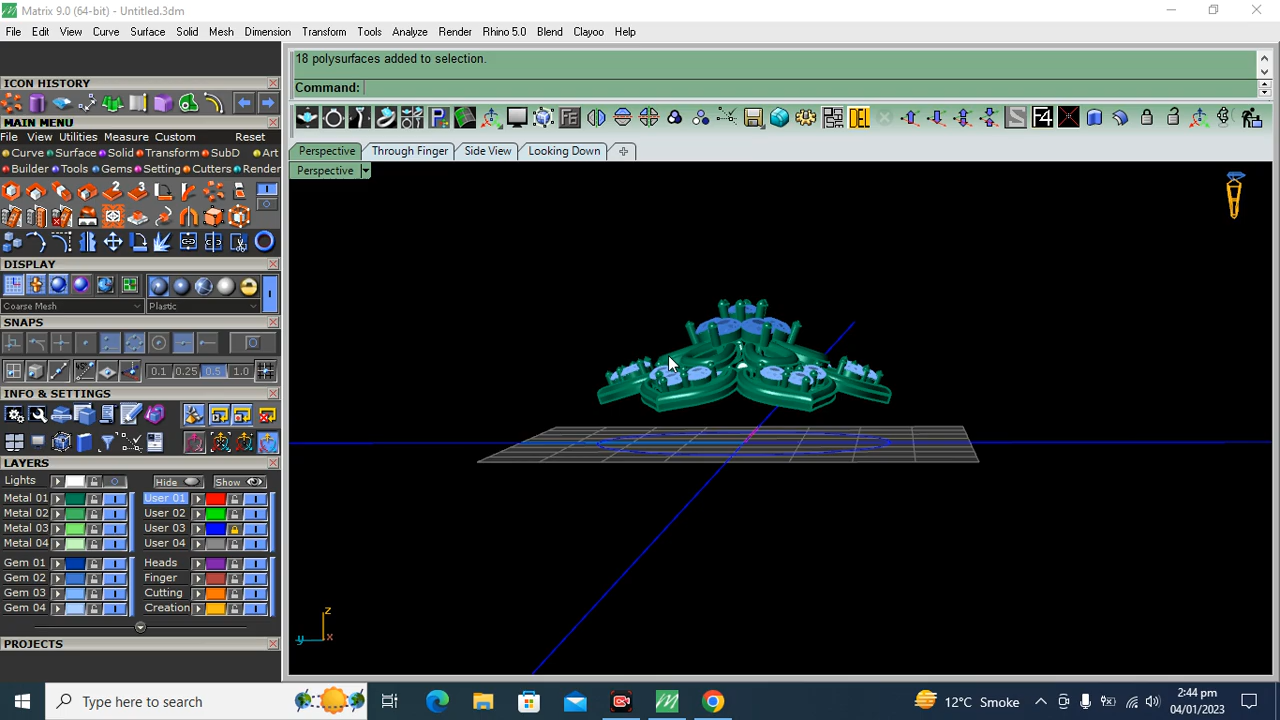 Matrix 9.0 (64-bit) - Untitled.3dm
File Edit View Curve Surface Solid Mesh Dimension Transform Tools Analyze Render Rhino 5.0 Blend Clayoo Help
18 polysurfaces added to selection.
Command:
ICON HISTORY
MAIN MENU
File View Utilities Measure Custom Reset
Curve Surface Solid Transform SubD Art
Builder Tools Gems Setting Cutters Render
2 3
DISPLAY
Coarse Mesh Plastic
SNAPS
0.1 0.25 0.5 1.0
INFO & SETTINGS
LAYERS
Lights Hide Show
Metal 01 User 01
Metal 02 User 02
Metal 03 User 03
Metal 04 User 04
Gem 01 Heads
Gem 02 Finger
Gem 03 Cutting
Gem 04 Creation
PROJECTS
P FF DEL S F4
Perspective Through Finger Side View Looking Down
Perspective
z
y x
Type here to search
12°C Smoke
2:44 pm
04/01/2023